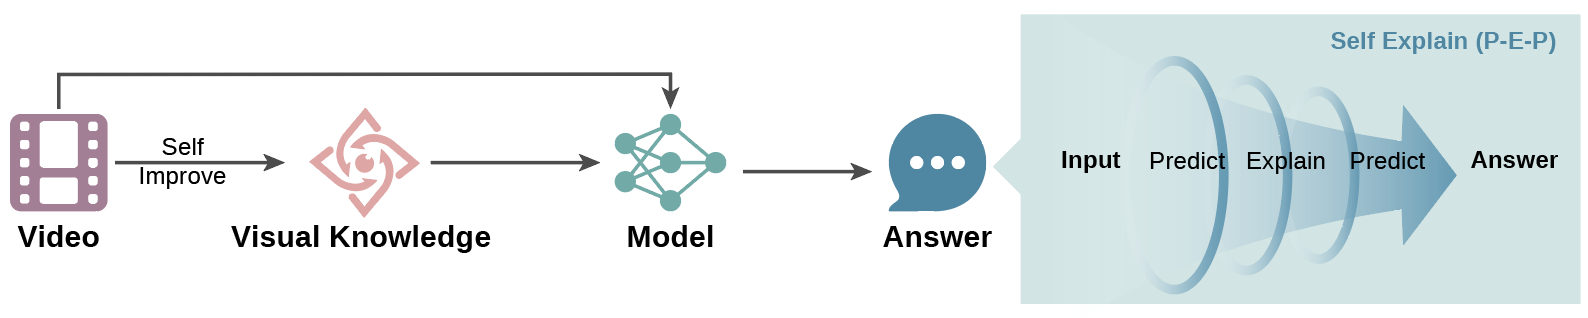 Self Explain (P-E-P)
Self
Improve
Input Predict Explain Predict Answer
Video Visual Knowledge Model Answer